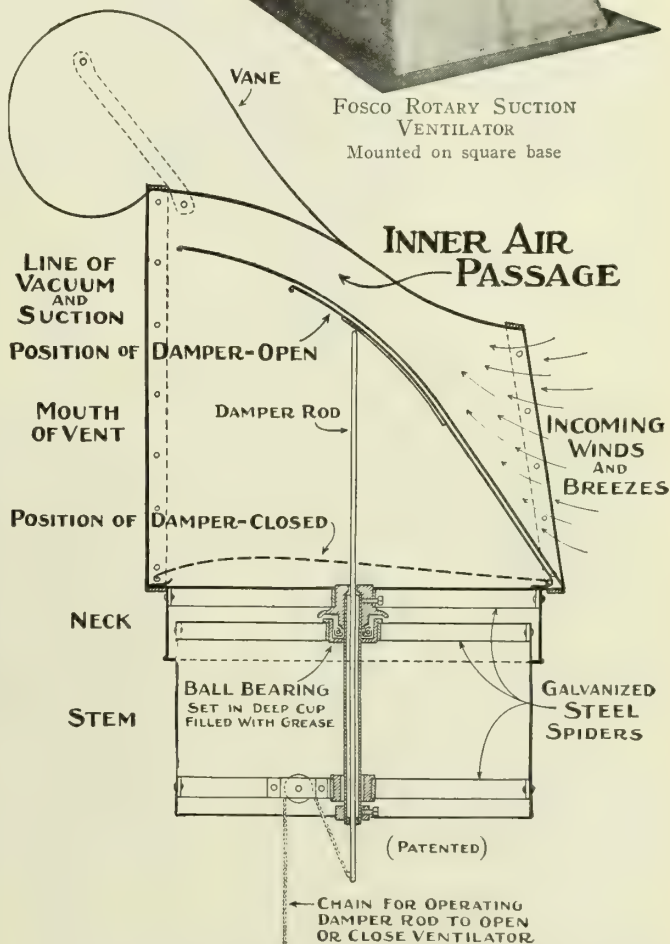 VANE
FOSCO ROTARY SUCTION
VENTILATOR
Mounted on square base
INNER AIR
PASSAGE
LINE OF
VACUUM
AND
SUCTION
POSITION OF DAMPER-OPEN
MOUTH
OF VENT
DAMPER ROD
INCOMING
WINDS
AND
BREEZES
POSITION OF DAMPER-CLOSED
NECK
BALL BEARING
SET IN DEEP CUP
FILLED WITH GREASE
GALVANIZED
STEEL
SPIDERS
STEM
(PATENTED)
CHAIN FOR OPERATING
DAMPER ROD TO OPEN
OR CLOSE VENTILATOR